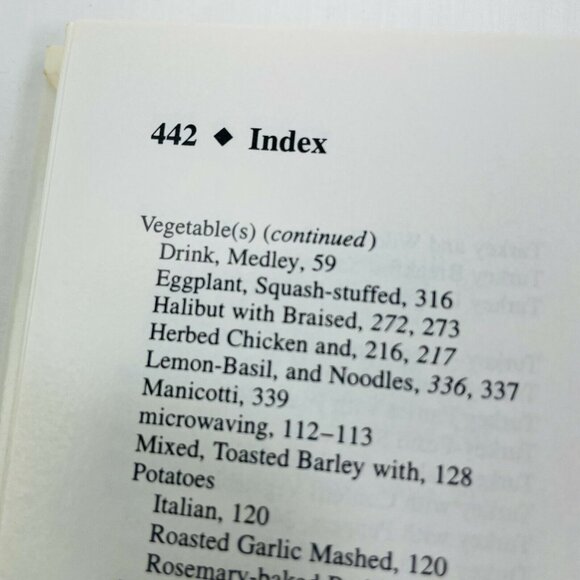 442 ◆ Index
Vegetable(s) (continued)
Drink, Medley, 59
Eggplant, Squash-stuffed, 316
Halibut with Braised, 272, 273
Herbed Chicken and, 216, 217
Lemon-Basil, and Noodles, 336, 337
Manicotti, 339
microwaving, 112–113
Mixed, Toasted Barley with, 128
Potatoes
Italian, 120
Roasted Garlic Mashed, 120
Rosemary-baked